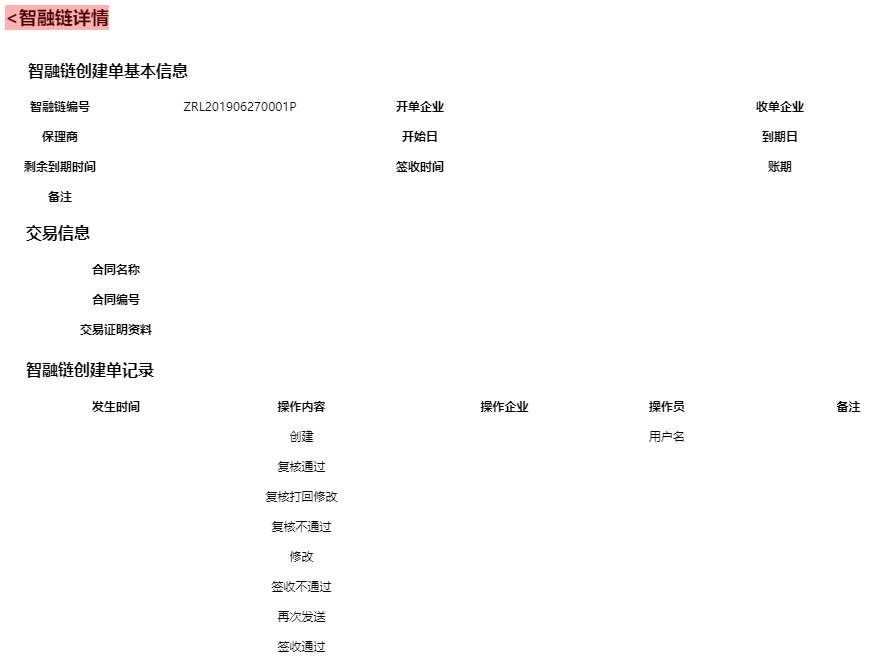 <智融链详情
智融链创建单基本信息
智融链编号 ZRL201906270001P 开单企业 收单企业
保理商 开始日 到期日
剩余到期时间 签收时间 账期
备注
交易信息
合同名称
合同编号
交易证明资料
智融链创建单记录
发生时间 操作内容 操作企业 操作员 备注
创建 用户名
复核通过
复核打回修改
复核不通过
修改
签收不通过
再次发送
签收通过